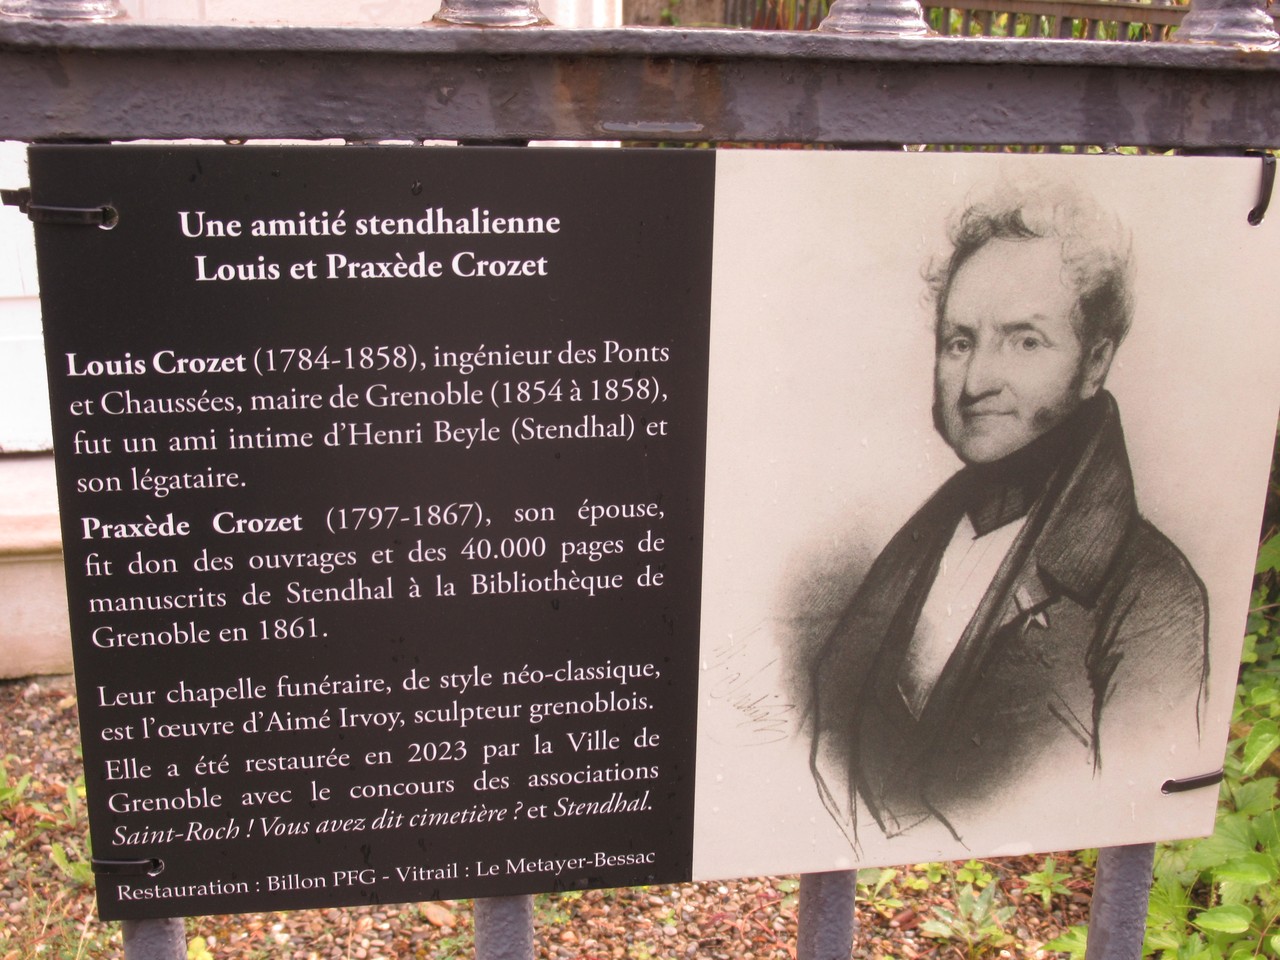 Une amitié stendhalienne
Louis et Praxède Crozet
Louis Crozet (1784-1858), ingénieur des Ponts
et Chaussées, maire de Grenoble (1854 à 1858),
fut un ami intime d'Henri Beyle (Stendhal) et
son légataire.
Praxède Crozet (1797-1867), son épouse,
fit don des ouvrages et des 40.000 pages de
manuscrits de Stendhal à la Bibliothèque de
Grenoble en 1861.
Leur chapelle funéraire, de style néo-classique,
est l'œuvre d'Aimé Irvoy, sculpteur grenoblois.
Elle a été restaurée en 2023 par la Ville de
Grenoble avec le concours des associations
Saint-Roch ! Vous avez dit cimetière ? et Stendhal.
Restauration : Billon PFG - Vitrail : Le Metayer-Bessac